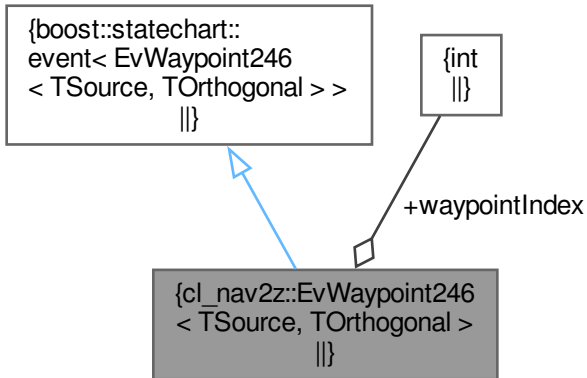 {boost::statechart::
event< EvWaypoint246
< TSource, TOrthogonal > >
||}
{int
||}
+waypointIndex
{cl_nav2z::EvWaypoint246
< TSource, TOrthogonal >
||}